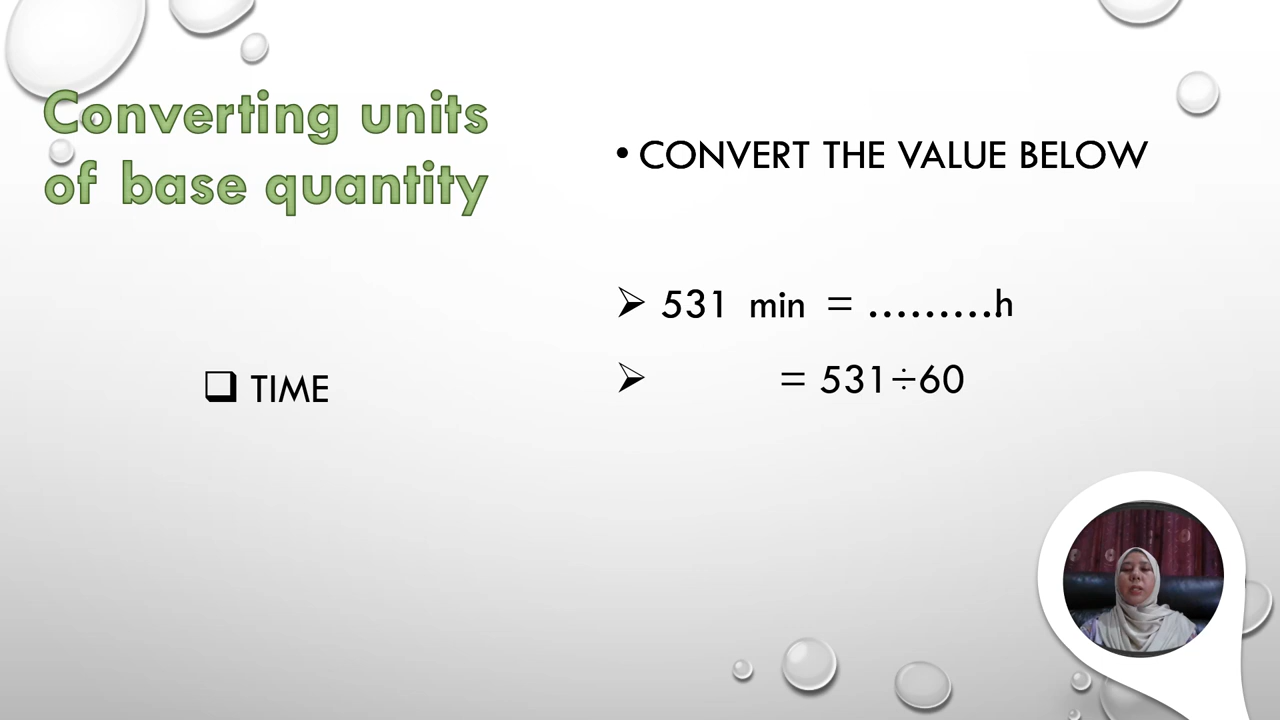 Converting units
of base quantity
• CONVERT THE VALUE BELOW
➢ 531 min = ……….h
➢ = 531÷60
❑ TIME